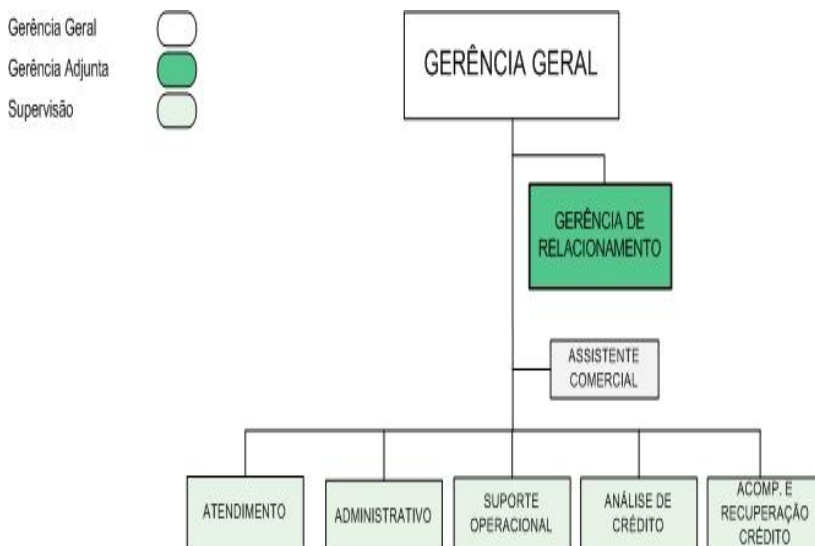 Gerência Geral
Gerência Adjunta
Supervisão
GERÊNCIA GERAL
GERÊNCIA DE
RELACIONAMENTO
ASSISTENTE
COMERCIAL
ATENDIMENTO
ADMINISTRATIVO
SUPORTE
OPERACIONAL
ANÁLISE DE
CRÉDITO
ACOMP. E
RECUPERAÇÃO
CRÉDITO